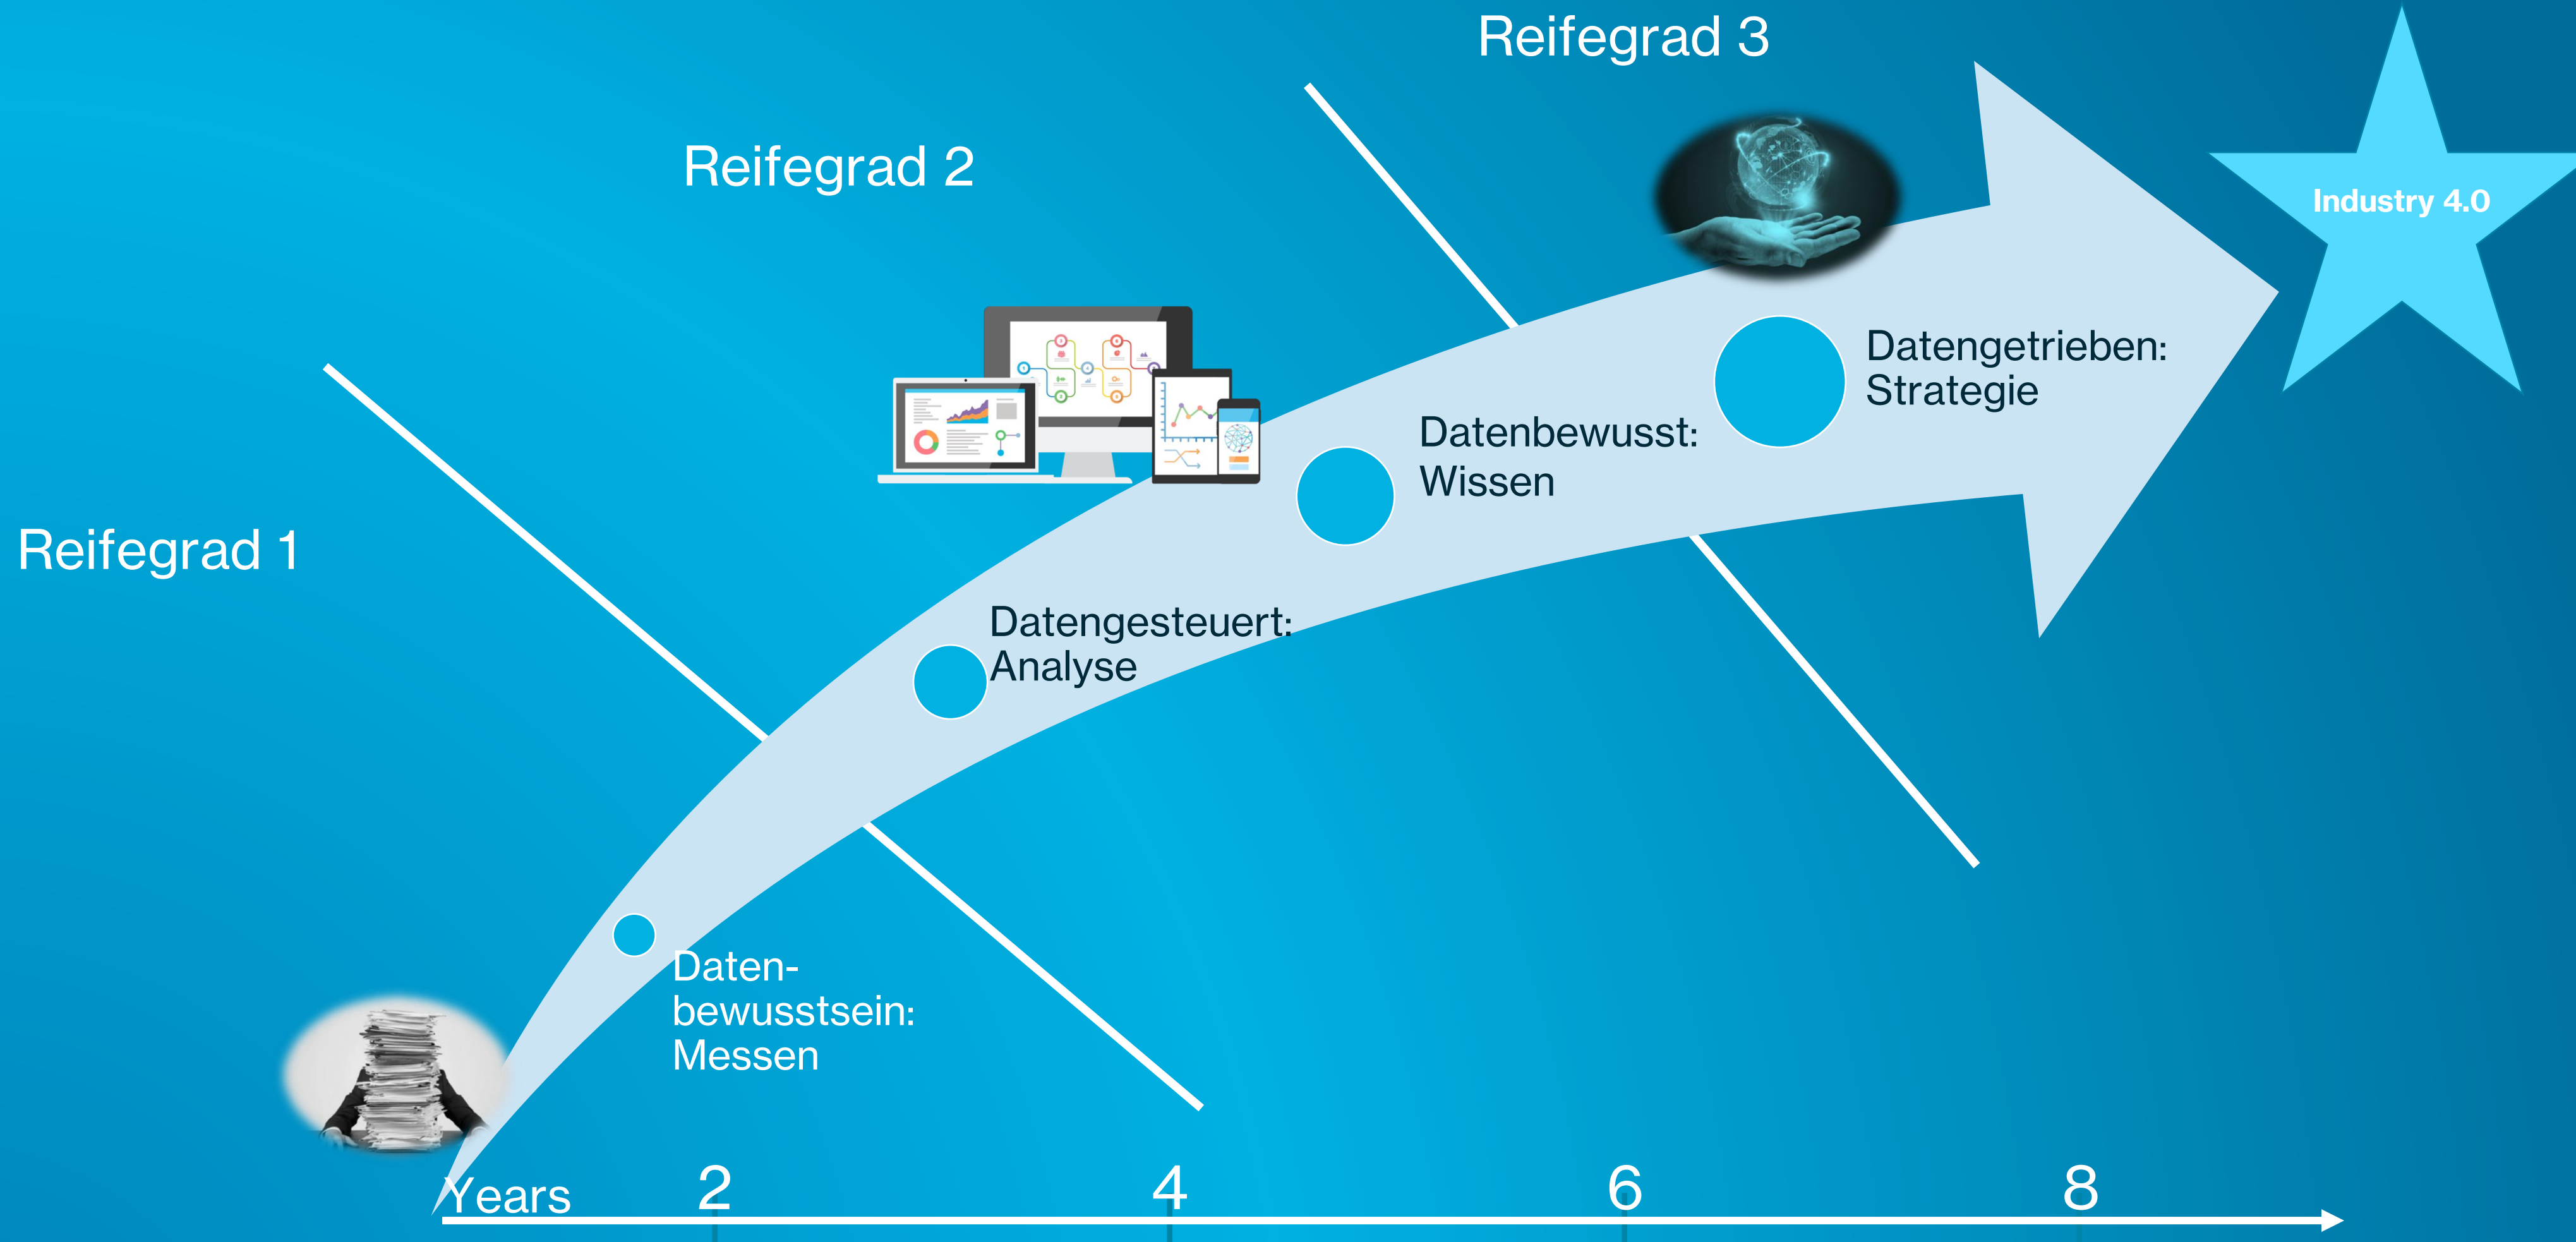 Reifegrad 3
Reifegrad 2
Industry 4.0
Reifegrad 1
Datengetrieben:
Strategie
Datenbewusst:
Wissen
Datengesteuert:
Analyse
Daten-
bewusstsein:
Messen
Years
2
4
6
8